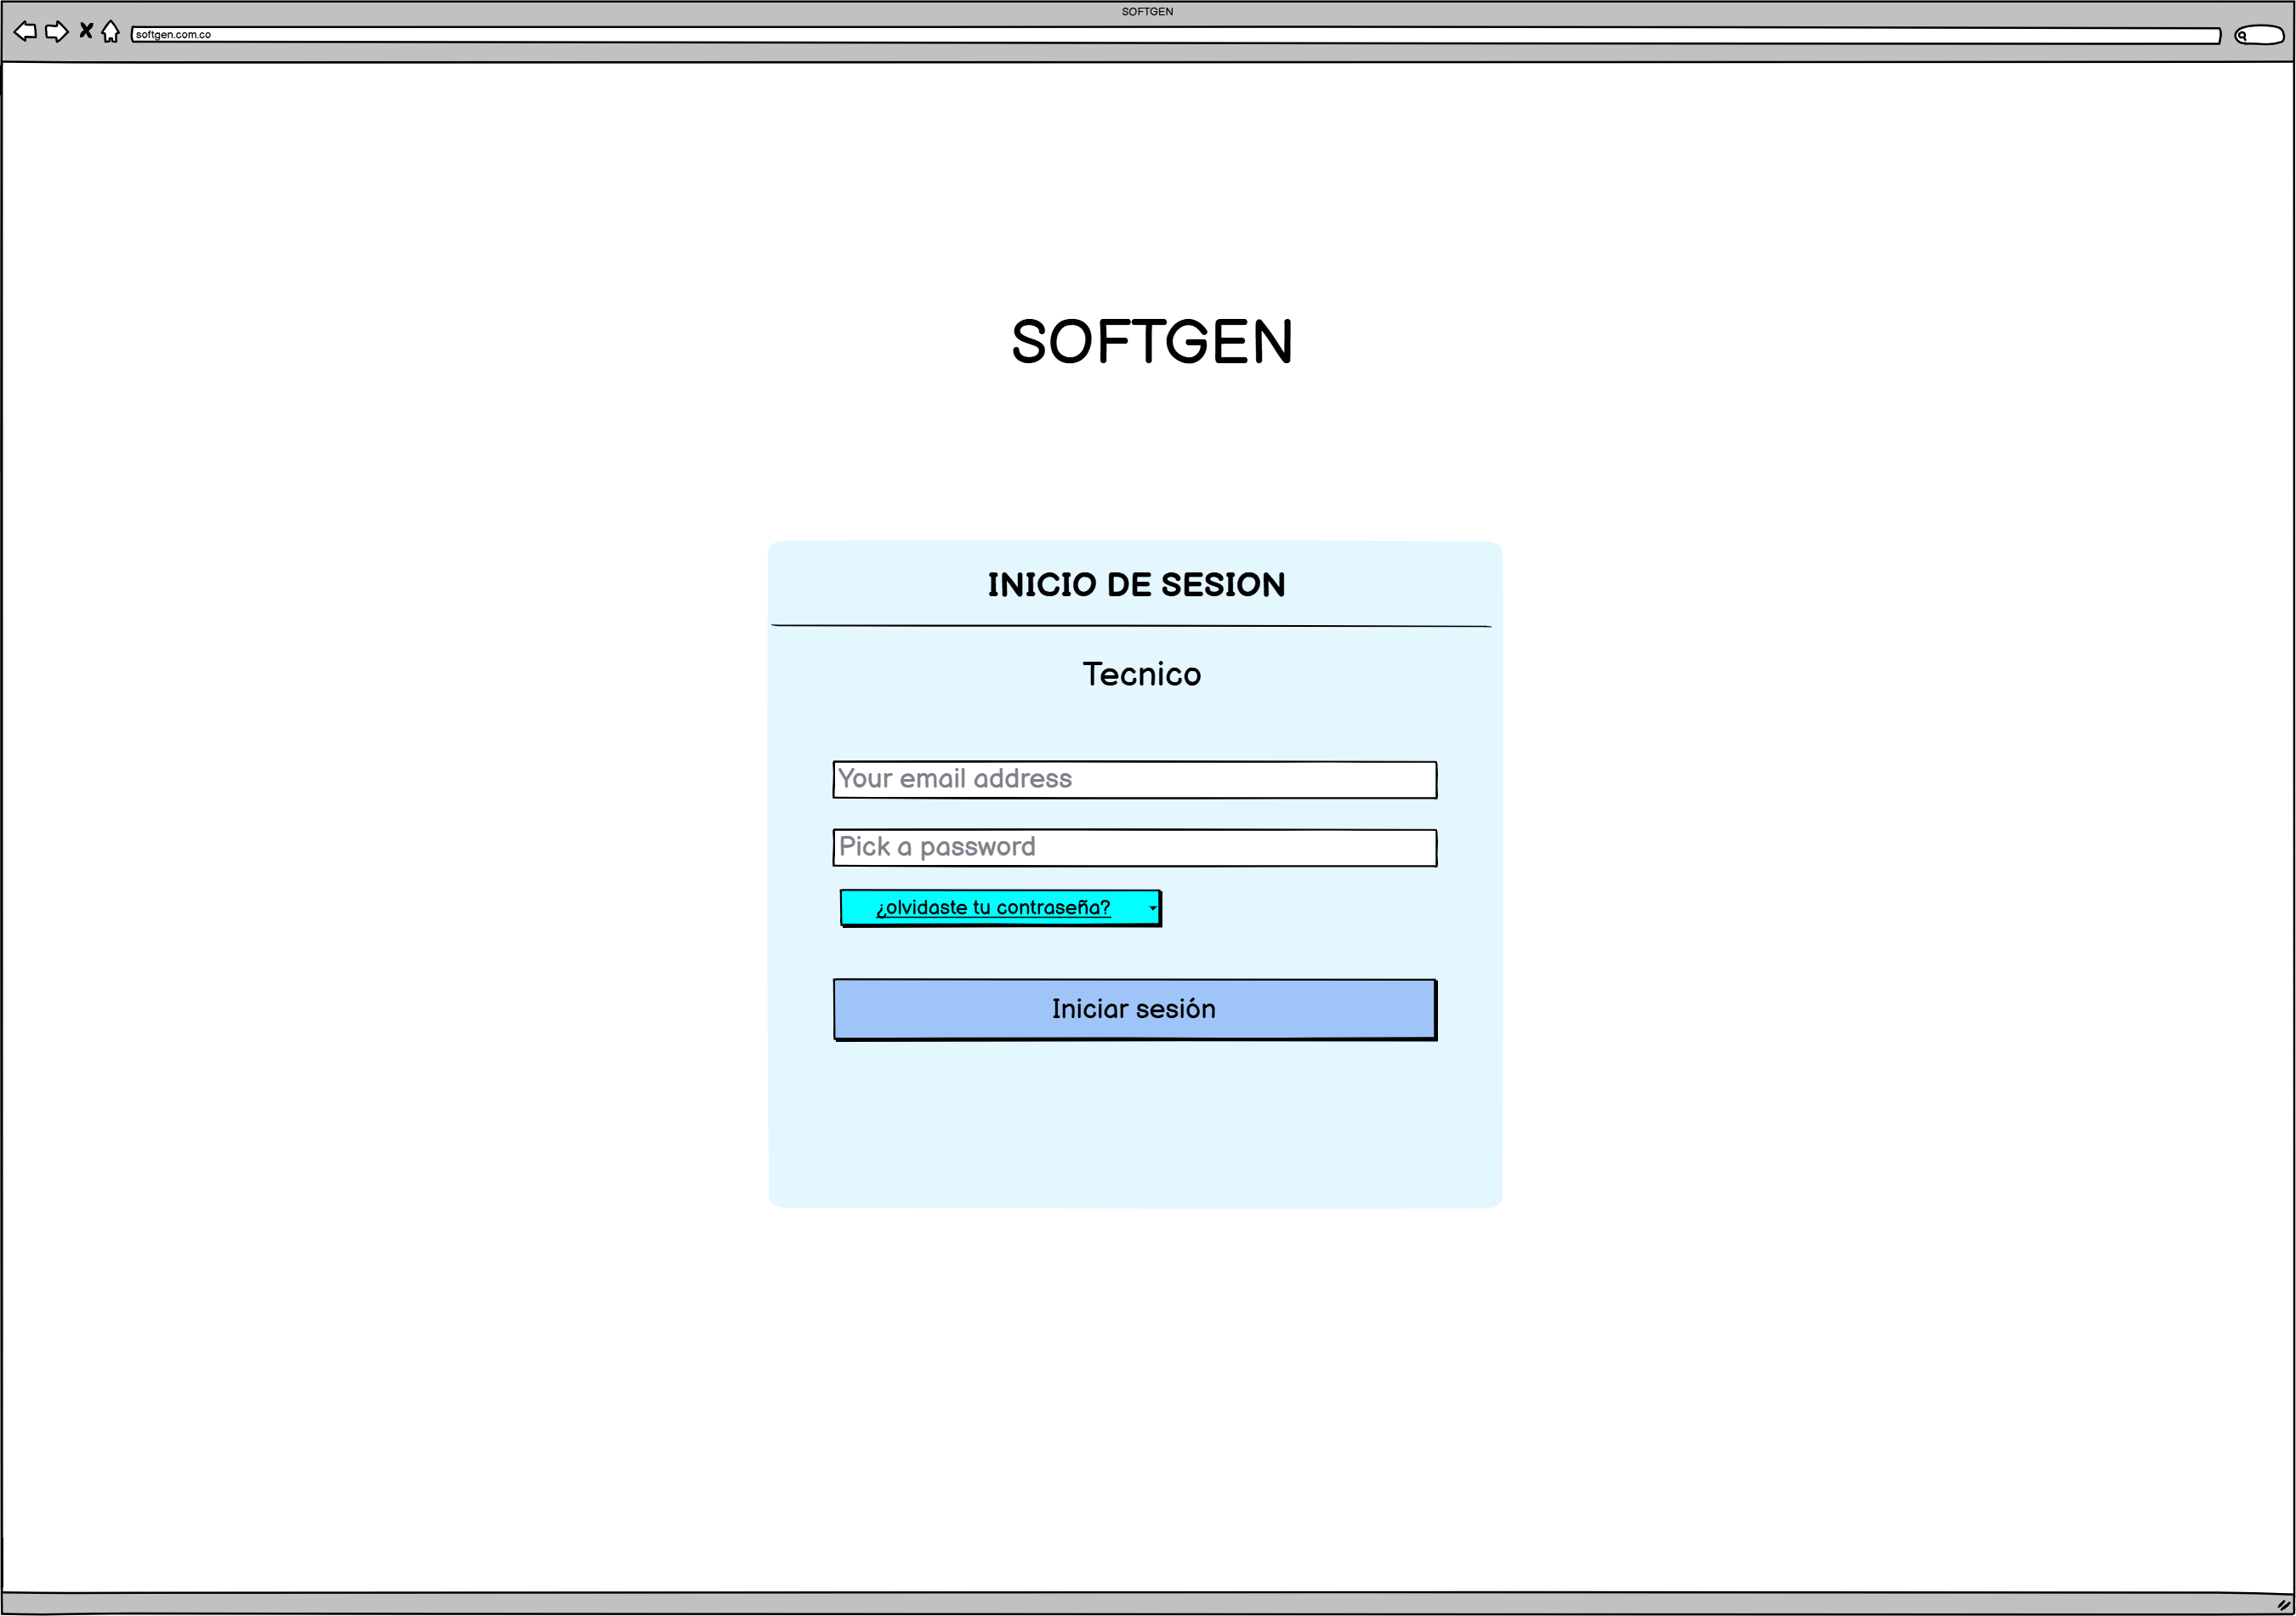 SOFTGEN
softgen.com.co
SOFTGEN
INICIO DE SESION
Tecnico
Your email address
Pick a password
¿olvidaste tu contraseña?
Iniciar sesión